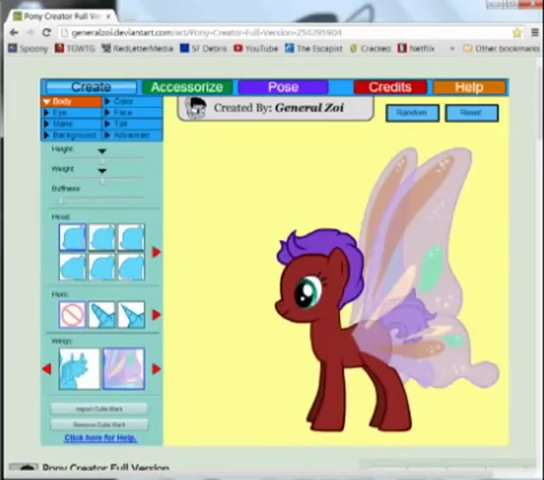 Pony Creator Full Version
generalzoi.deviantart.com/art/Pony-Creator-Full-Version-254295904
Spoony TGWTG RedLetterMedia SF Debris YouTube The Escapist Cracked Netflix » Other bookmarks
Create Accessorize Pose Credits Help
Body Color
Eye Face
Mane Tail
Background Advanced
Created By: General Zoi
Random Reset
Height:
Weight:
Buffness:
Head:
Horn:
Wings:
Import Cutie Mark
Remove Cutie Mark
Click here for Help.
Pony Creator Full Version